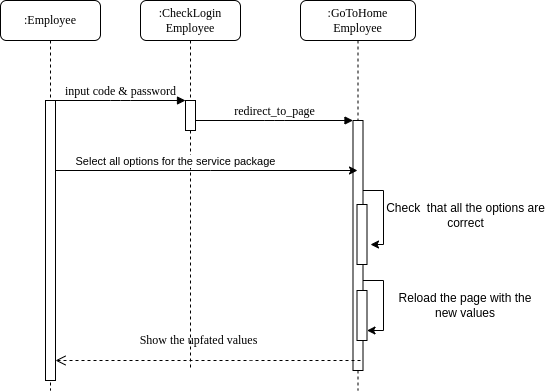 :Employee
:CheckLogin
Employee
:GoToHome
Employee
input code & password
redirect_to_page
Select all options for the service package
Check  that all the options are
correct
Reload the page with the
new values
Show the upfated values